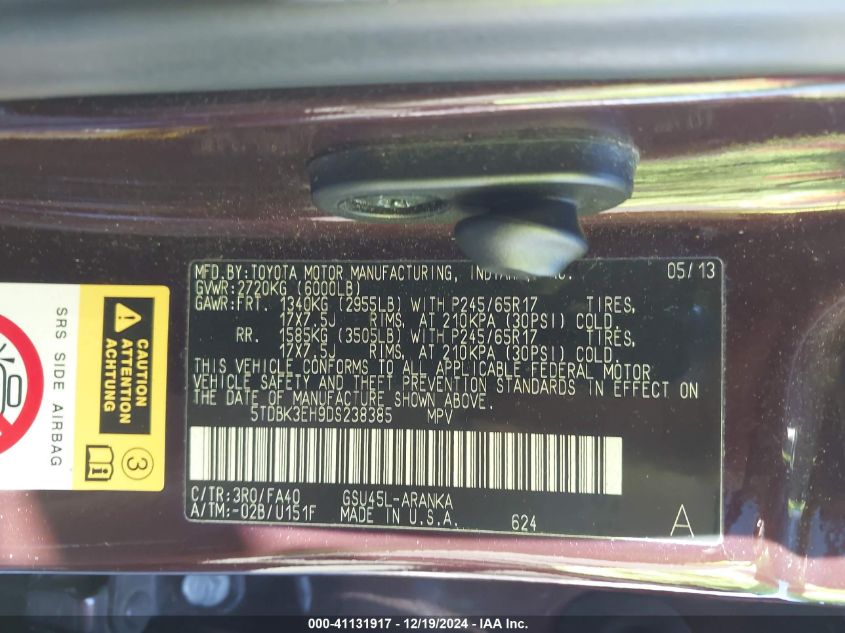 MFD.BY:TOYOTA MOTOR MANUFACTURING, INC. 05/13
GVWR:2720KG (6000LB)
GAWR:FRT. 1340KG (2955LB) WITH P245/65R17 TIRES,
17X7.5J RIMS, AT 210KPA (30PSI) COLD.
RR. 1585KG (3505LB) WITH P245/65R17 TIRES,
17X7.5J RIMS, AT 210KPA (30PSI) COLD.
THIS VEHICLE CONFORMS TO ALL APPLICABLE FEDERAL MOTOR
VEHICLE SAFETY AND THEFT PREVENTION STANDARDS IN EFFECT ON
THE DATE OF MANUFACTURE SHOWN ABOVE.
5TDBK3EH9DS238385 MPV
C/TR:3R0/FA40 GSU45L-ARANKA
A/TM:-02B/U151F MADE IN U.S.A. 624
A
SRS SIDE AIRBAG
CAUTION
ATTENTION
ACHTUNG
3
000-41131917 - 12/19/2024 - IAA Inc.